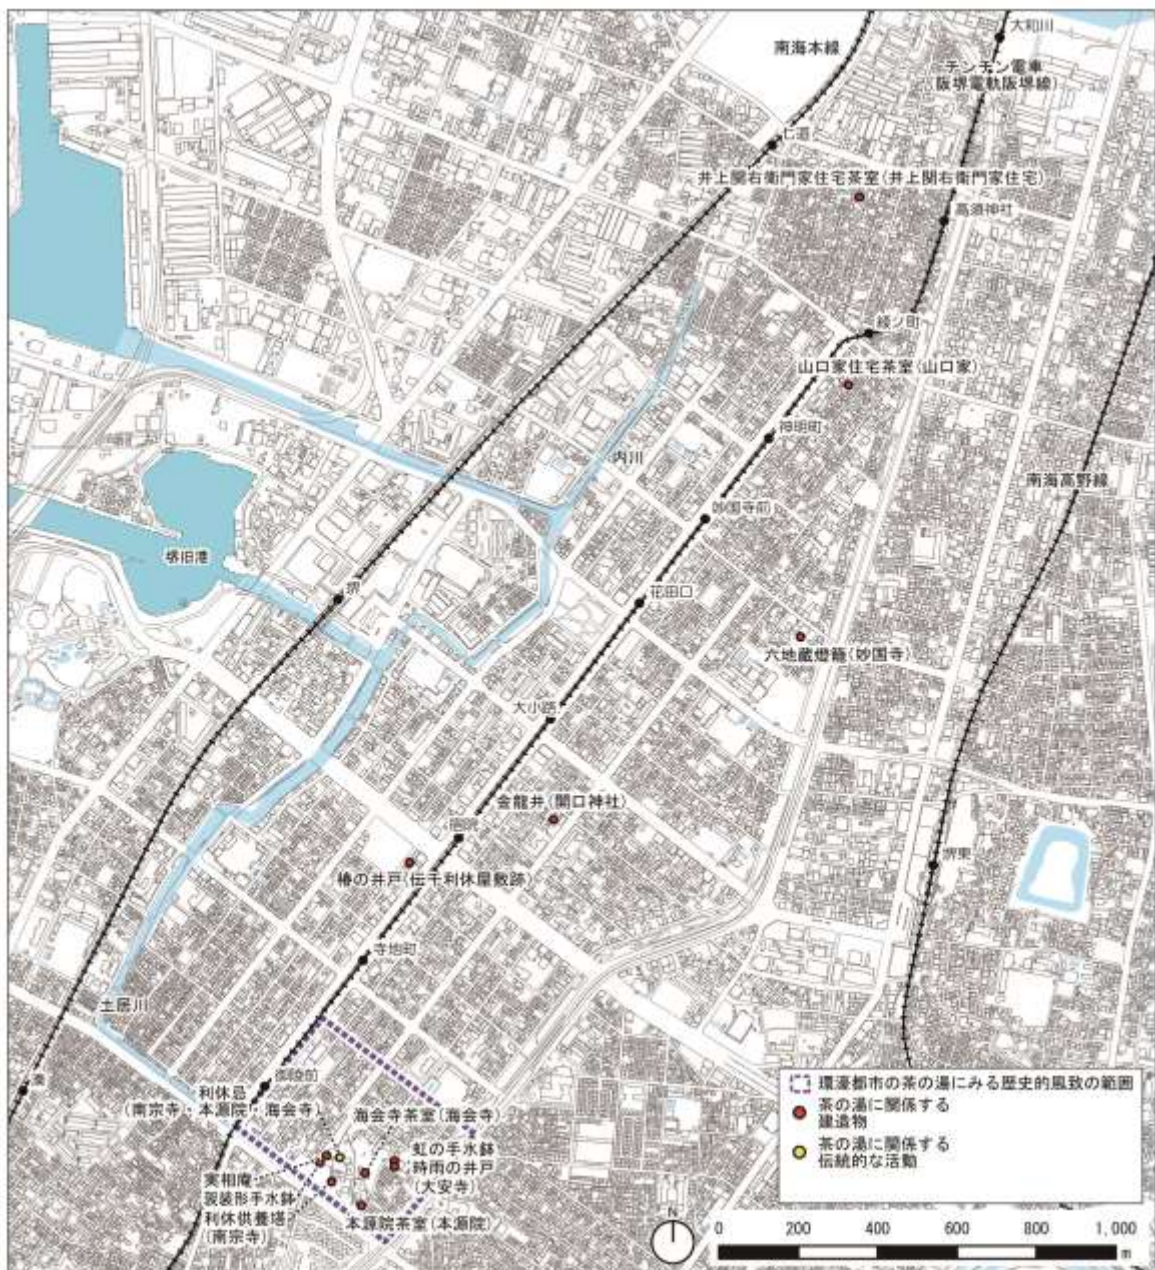 大和川
南海本線
チンチン電車
(阪堺電軌阪堺線)
七道
井上関右衛門家住宅茶室(井上関右衛門家住宅)
高須神社
綾ノ町
山口家住宅茶室(山口家)
神明町
内川
南海高野線
妙国寺前
堺旧港
堺
花田口
六地蔵燈籠(妙国寺)
大小路
金龍井(開口神社)
宿院
堺東
椿の井戸(伝千利休屋敷跡)
寺地町
土居川
御陵前
湊
利休忌
(南宗寺・本源院・海会寺)
海会寺茶室(海会寺)
虹の手水鉢
時雨の井戸
(大安寺)
実相庵
袈裟形手水鉢
利休供養塔
(南宗寺)
本源院茶室(本源院)
環濠都市の茶の湯にみる歴史的風致の範囲
茶の湯に関係する
建造物
茶の湯に関係する
伝統的な活動
N
0 200 400 600 800 1,000
m